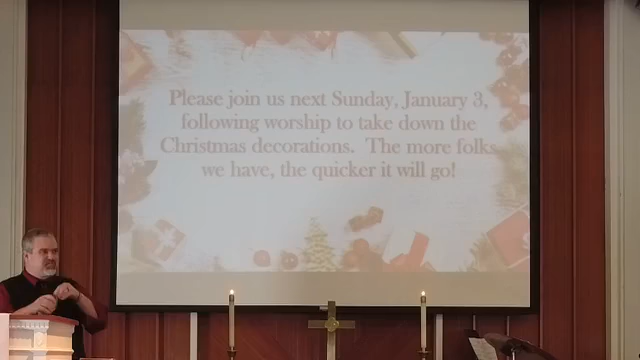 Please join us next Sunday, January 3,
following worship to take down the
Christmas decorations. The more folks
we have, the quicker it will go!